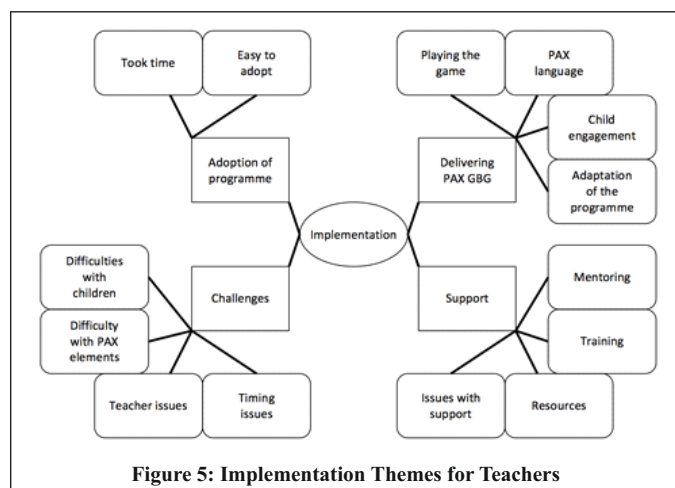 Took time
Easy to
adopt
Adoption of
programme
Playing the
game
PAX
language
Child
engagement
Adaptation
of the
programme
Delivering
PAX GBG
Implementation
Difficulties
with
children
Difficulty
with PAX
elements
Teacher issues
Timing
issues
Challenges
Support
Mentoring
Training
Issues with
support
Resources
Figure 5: Implementation Themes for Teachers